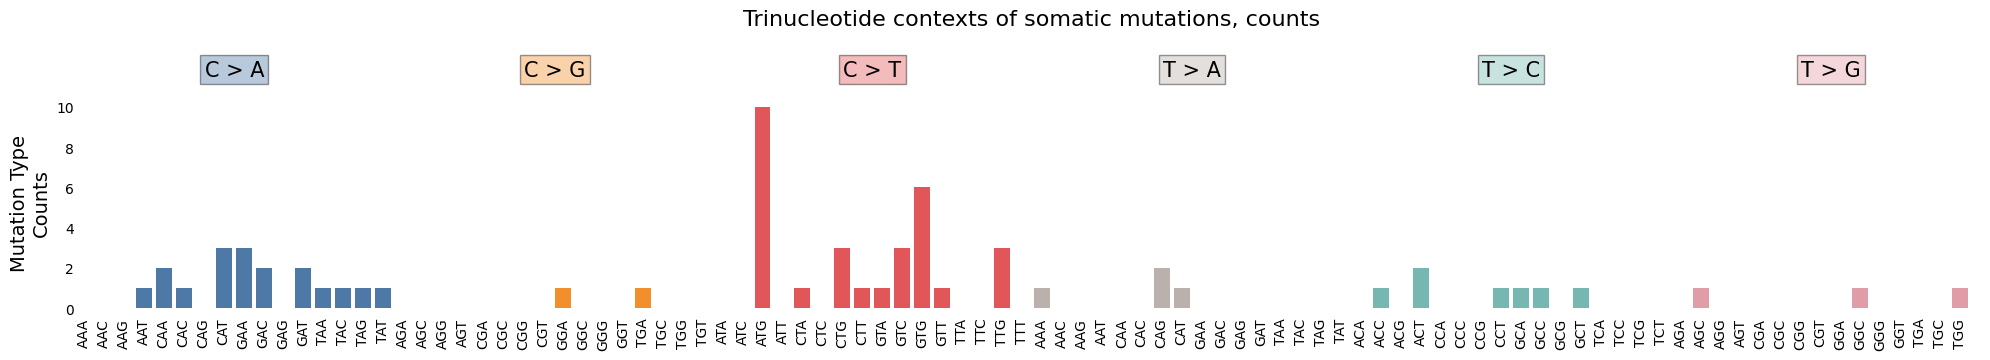 Trinucleotide contexts of somatic mutations, counts
C > A
C > G
C > T
T > A
T > C
T > G
Mutation Type
Counts
10
8
6
4
2
0
AAA
AAC
AAG
AAT
CAA
CAC
CAG
CAT
GAA
GAC
GAG
GAT
TAA
TAC
TAG
TAT
AGA
AGC
AGG
AGT
CGA
CGC
CGG
CGT
GGA
GGC
GGG
GGT
TGA
TGC
TGG
TGT
ATA
ATC
ATG
ATT
CTA
CTC
CTG
CTT
GTA
GTC
GTG
GTT
TTA
TTC
TTG
TTT
AAA
AAC
AAG
AAT
CAA
CAC
CAG
CAT
GAA
GAC
GAG
GAT
TAA
TAC
TAG
TAT
ACA
ACC
ACG
ACT
CCA
CCC
CCG
CCT
GCA
GCC
GCG
GCT
TCA
TCC
TCG
TCT
AGA
AGC
AGG
AGT
CGA
CGC
CGG
CGT
GGA
GGC
GGG
GGT
TGA
TGC
TGG